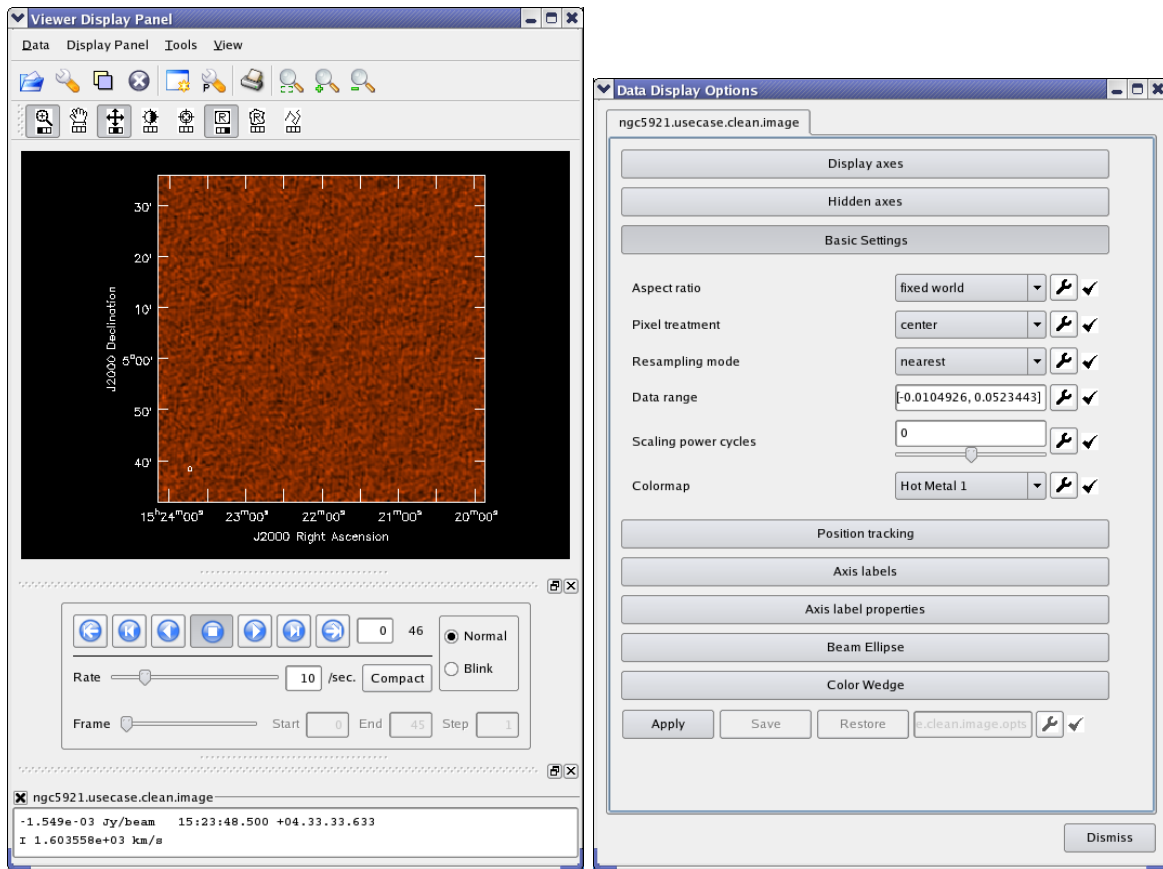 Viewer Display Panel
Data Display Panel Tools View
P
R R
30'
20'
10'
5°00'
50'
40'
J2000 Declination
15ʰ24ᵐ00ˢ 23ᵐ00ˢ 22ᵐ00ˢ 21ᵐ00ˢ 20ᵐ00ˢ
J2000 Right Ascension
0 46
Normal
Blink
Rate 10 /sec. Compact
Frame Start 0 End 45 Step 1
ngc5921.usecase.clean.image
-1.549e-03 Jy/beam 15:23:48.500 +04.33.33.633
I 1.603558e+03 km/s
Data Display Options
ngc5921.usecase.clean.image
Display axes
Hidden axes
Basic Settings
Aspect ratio fixed world
Pixel treatment center
Resampling mode nearest
Data range [-0.0104926, 0.0523443]
Scaling power cycles 0
Colormap Hot Metal 1
Position tracking
Axis labels
Axis label properties
Beam Ellipse
Color Wedge
Apply Save Restore e.clean.image.opts
Dismiss